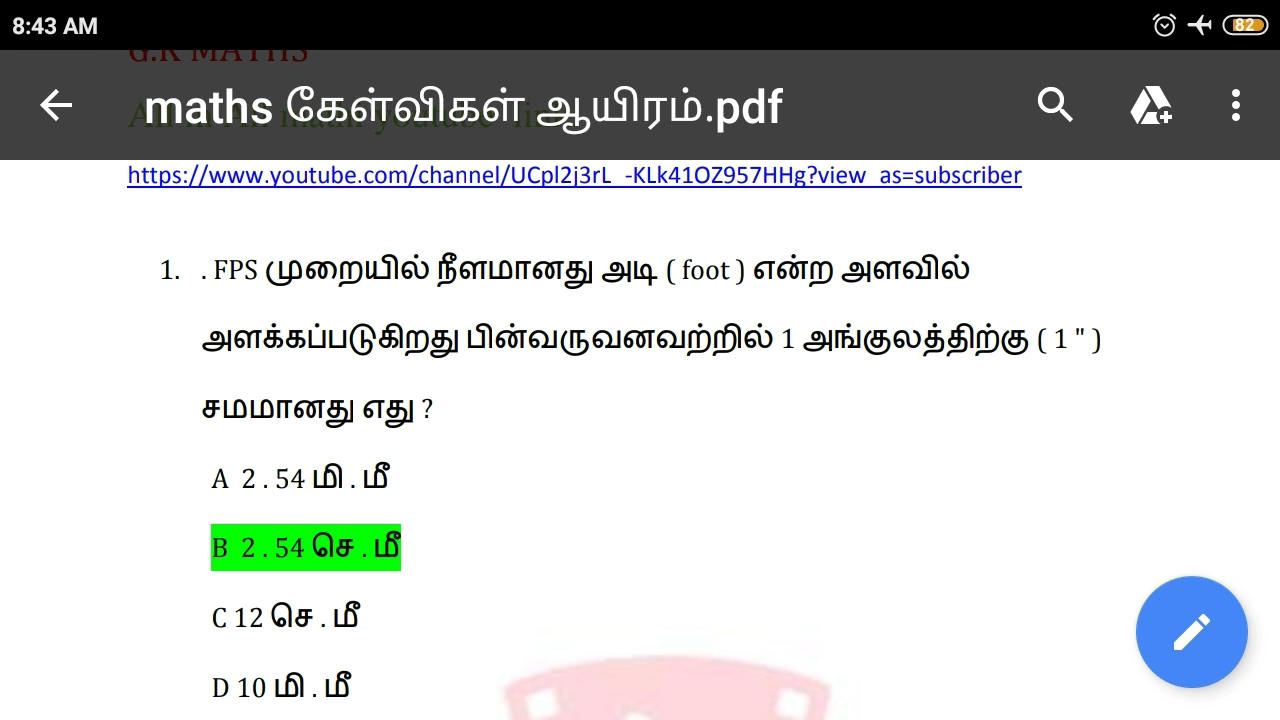 8:43 AM
82
G.K MATHS
maths கேள்விகள் ஆயிரம்.pdf
https://www.youtube.com/channel/UCpl2j3rL_-KLk41OZ957HHg?view_as=subscriber
1. . FPS முறையில் நீளமானது அடி ( foot ) என்ற அளவில்
அளக்கப்படுகிறது பின்வருவனவற்றில் 1 அங்குலத்திற்கு ( 1 " )
சமமானது எது ?
A 2 . 54 மி . மீ
B 2 . 54 செ . மீ
C 12 செ . மீ
D 10 மி . மீ